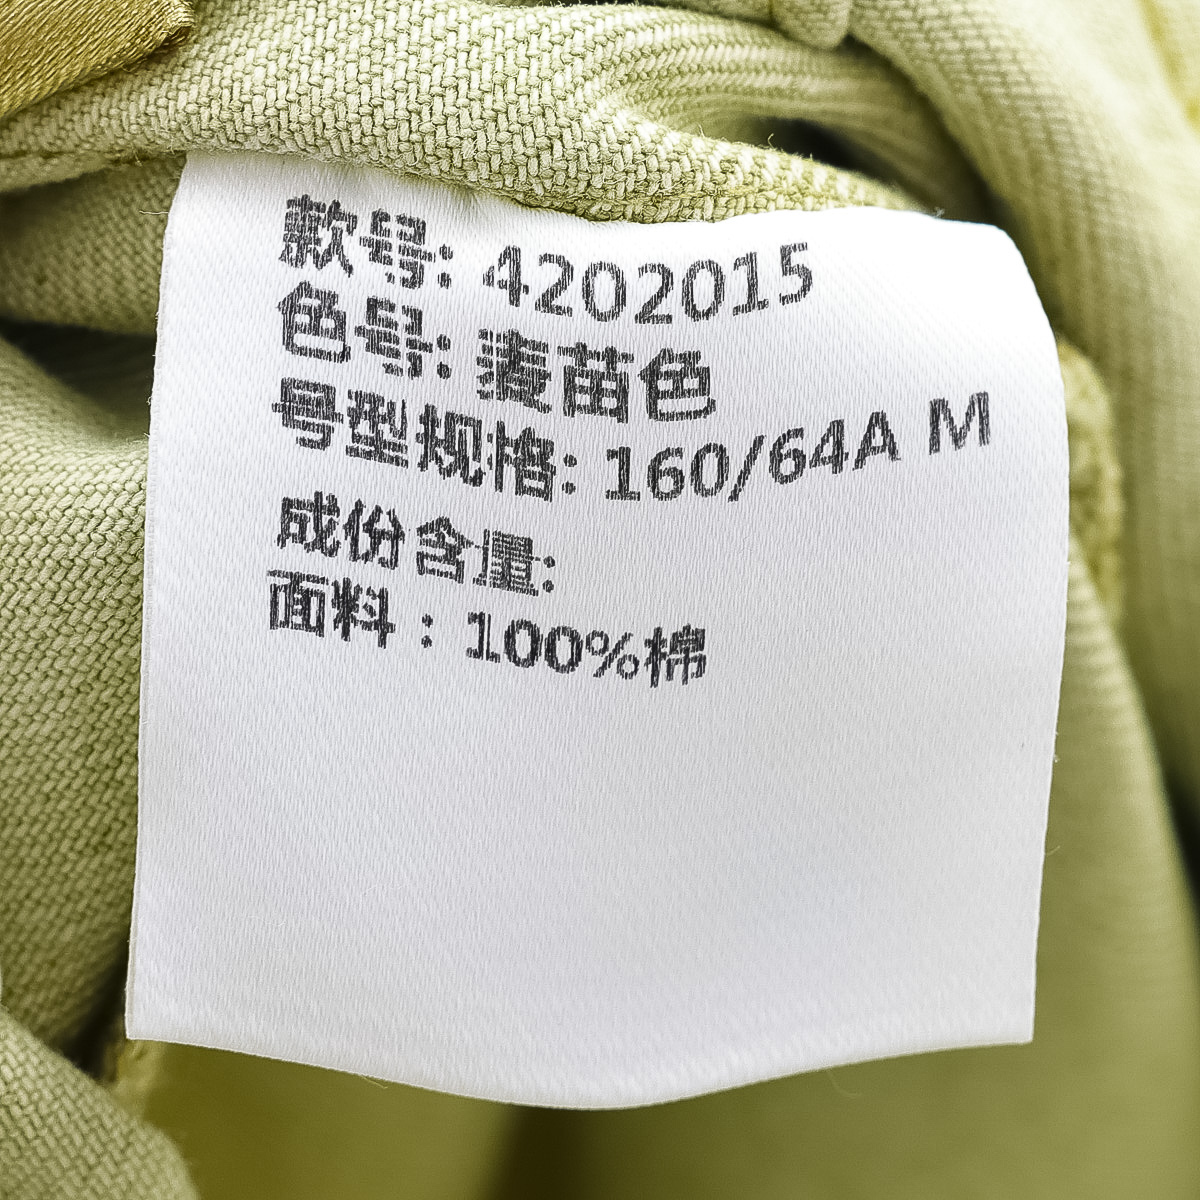 款号: 4202015
色号: 麦苗色
号型规格: 160/64A M
成份含量:
面料：100%棉